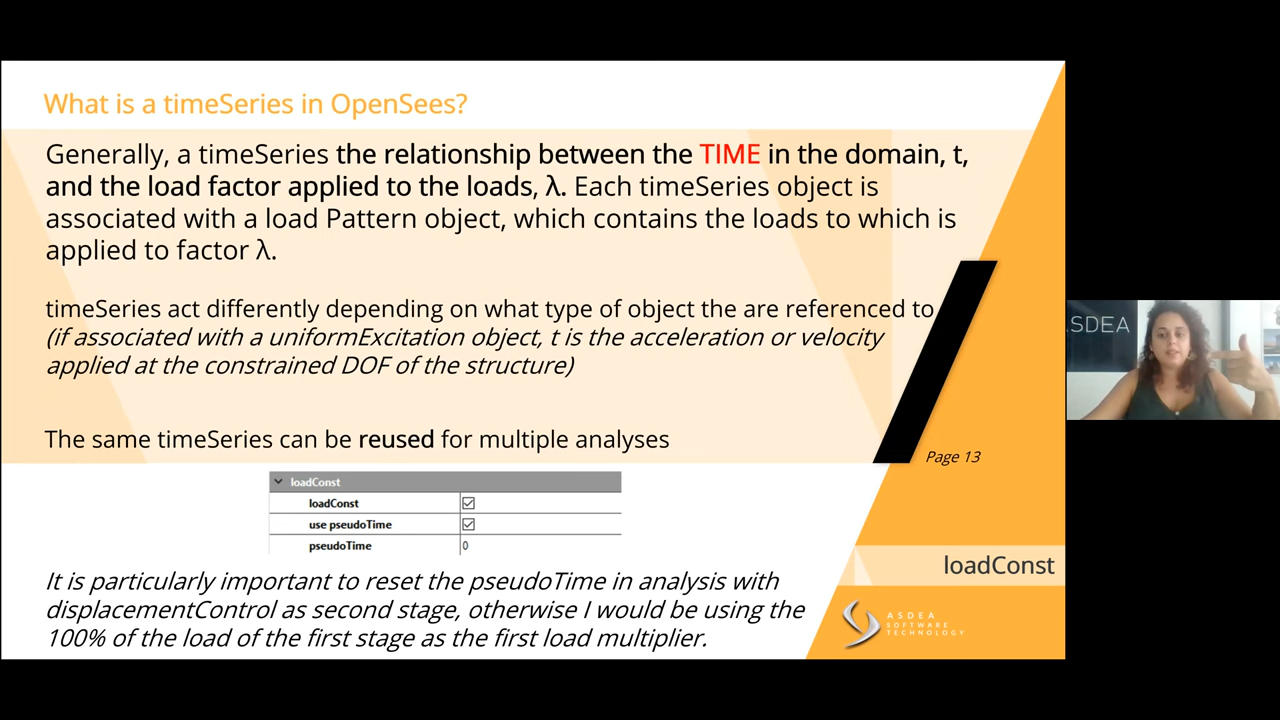 What is a timeSeries in OpenSees?
Generally, a timeSeries the relationship between the TIME in the domain, t,
and the load factor applied to the loads, λ. Each timeSeries object is
associated with a load Pattern object, which contains the loads to which is
applied to factor λ.
timeSeries act differently depending on what type of object the are referenced to
(if associated with a uniformExcitation object, t is the acceleration or velocity
applied at the constrained DOF of the structure)
The same timeSeries can be reused for multiple analyses
Page 13
loadConst
loadConst
use pseudoTime
pseudoTime 0
It is particularly important to reset the pseudoTime in analysis with
displacementControl as second stage, otherwise I would be using the
100% of the load of the first stage as the first load multiplier.
loadConst
ASDEA
SOFTWARE
TECHNOLOGY
ASDEA